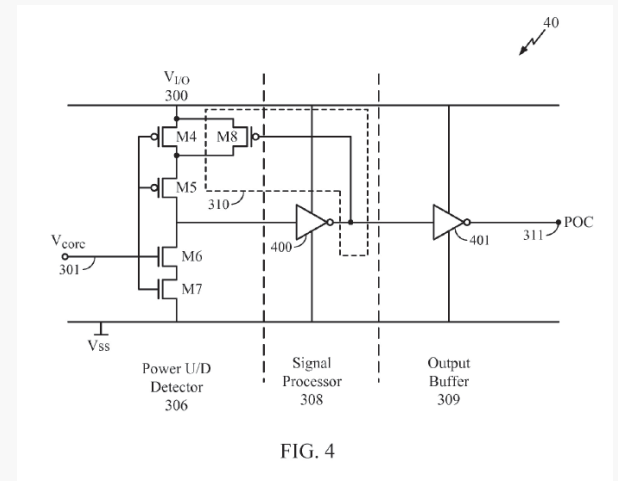 40
V_I/O
300
M4
M8
M5
310
V_core
301
M6
M7
400
401
311
POC
Vss
Power U/D
Detector
306
Signal
Processor
308
Output
Buffer
309
FIG. 4